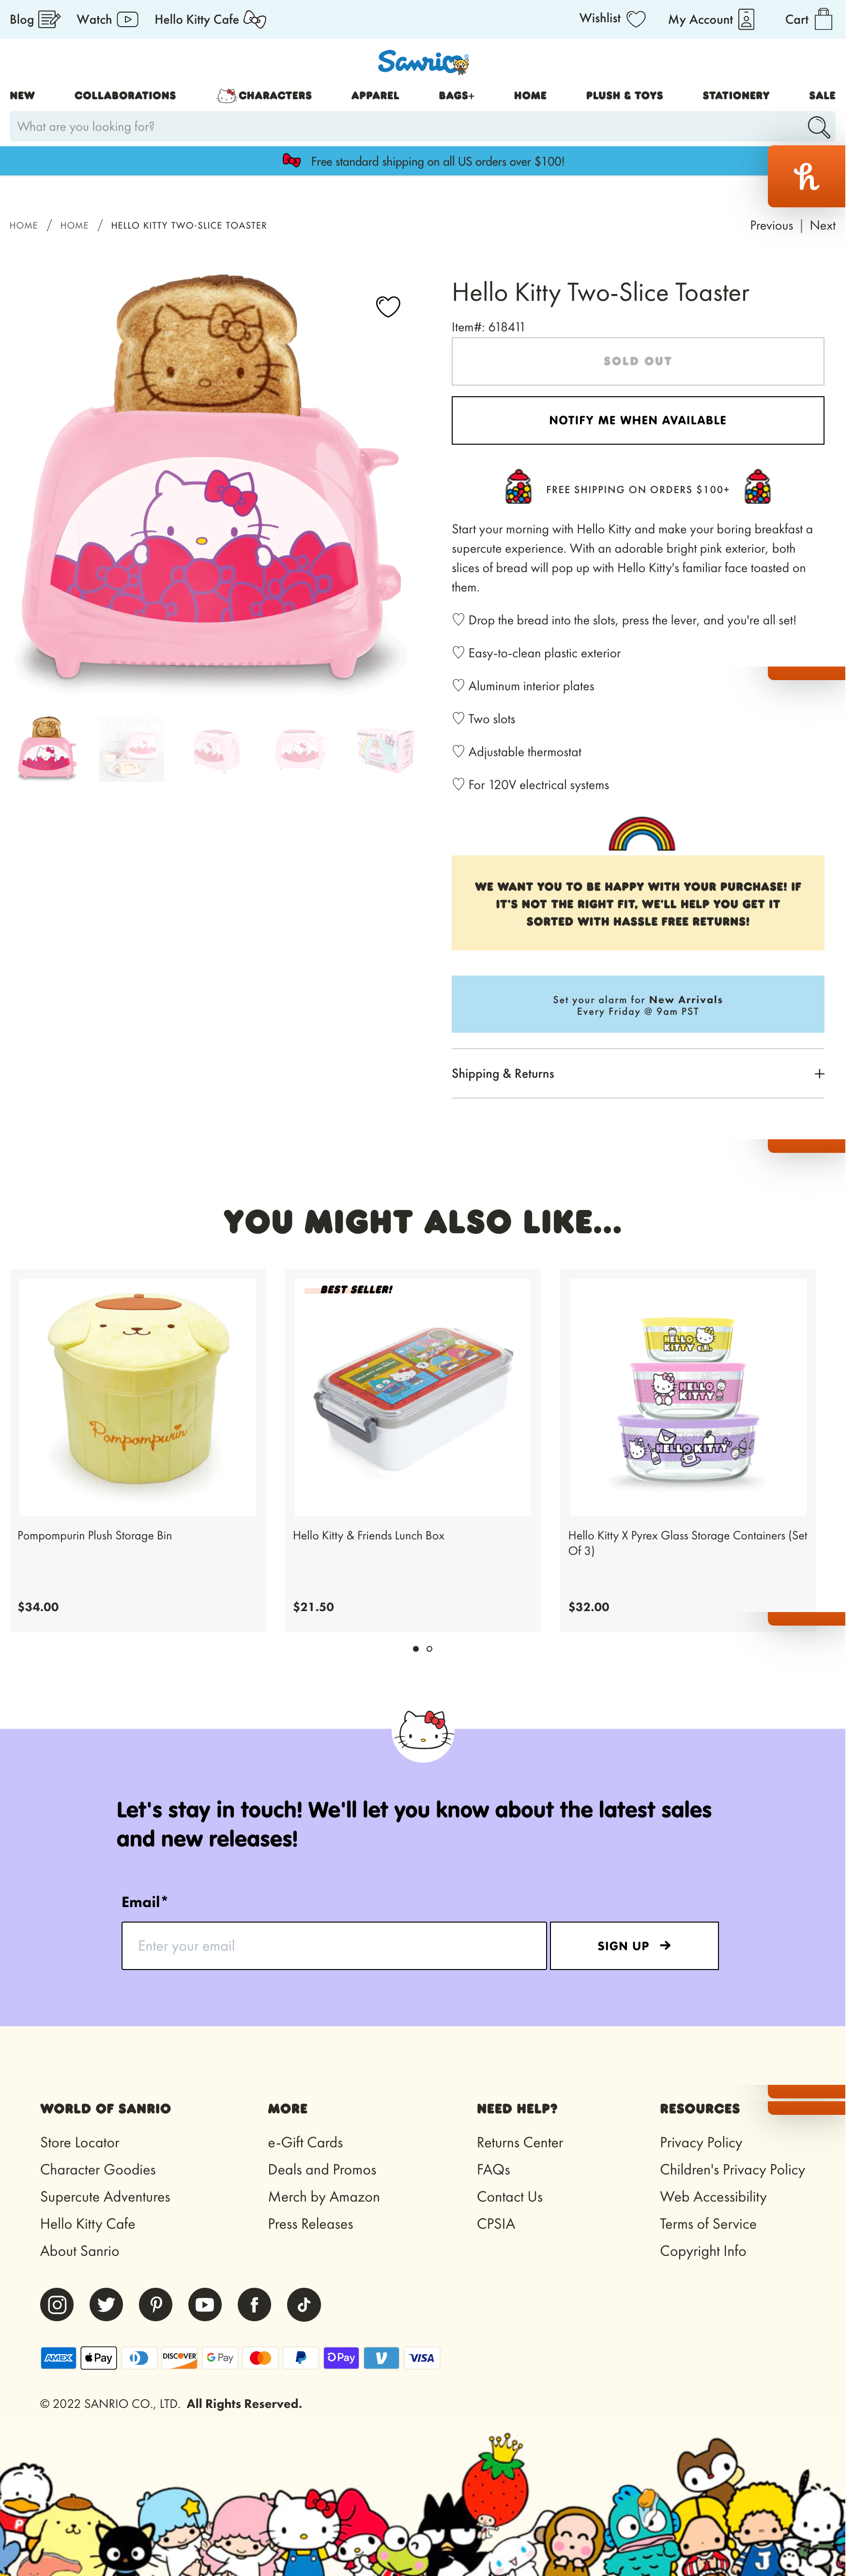 Blog
Watch
Hello Kitty Cafe
Wishlist
My Account
Cart
Sanrio
NEW
COLLABORATIONS
CHARACTERS
APPAREL
BAGS+
HOME
PLUSH & TOYS
STATIONERY
SALE
What are you looking for?
Free standard shipping on all US orders over $100!
h
HOME / HOME / HELLO KITTY TWO-SLICE TOASTER
Previous | Next
Hello Kitty Two-Slice Toaster
Item#: 618411
SOLD OUT
NOTIFY ME WHEN AVAILABLE
FREE SHIPPING ON ORDERS $100+
Start your morning with Hello Kitty and make your boring breakfast a
supercute experience. With an adorable bright pink exterior, both
slices of bread will pop up with Hello Kitty's familiar face toasted on
them.
♡ Drop the bread into the slots, press the lever, and you're all set!
♡ Easy-to-clean plastic exterior
♡ Aluminum interior plates
♡ Two slots
♡ Adjustable thermostat
♡ For 120V electrical systems
WE WANT YOU TO BE HAPPY WITH YOUR PURCHASE! IF
IT'S NOT THE RIGHT FIT, WE'LL HELP YOU GET IT
SORTED WITH HASSLE FREE RETURNS!
Set your alarm for New Arrivals
Every Friday @ 9am PST
Shipping & Returns +
YOU MIGHT ALSO LIKE...
Pompompurin
BEST SELLER!
HELLO
KITTY
HELLO
KITTY
HELLO KITTY
Pompompurin Plush Storage Bin
$34.00
Hello Kitty & Friends Lunch Box
$21.50
Hello Kitty X Pyrex Glass Storage Containers (Set
Of 3)
$32.00
Let's stay in touch! We'll let you know about the latest sales
and new releases!
Email*
Enter your email
SIGN UP →
WORLD OF SANRIO
Store Locator
Character Goodies
Supercute Adventures
Hello Kitty Cafe
About Sanrio
MORE
e-Gift Cards
Deals and Promos
Merch by Amazon
Press Releases
NEED HELP?
Returns Center
FAQs
Contact Us
CPSIA
RESOURCES
Privacy Policy
Children's Privacy Policy
Web Accessibility
Terms of Service
Copyright Info
AMEX
Pay
DISCOVER
G Pay
Pay
V
VISA
© 2022 SANRIO CO., LTD. All Rights Reserved.
P
J